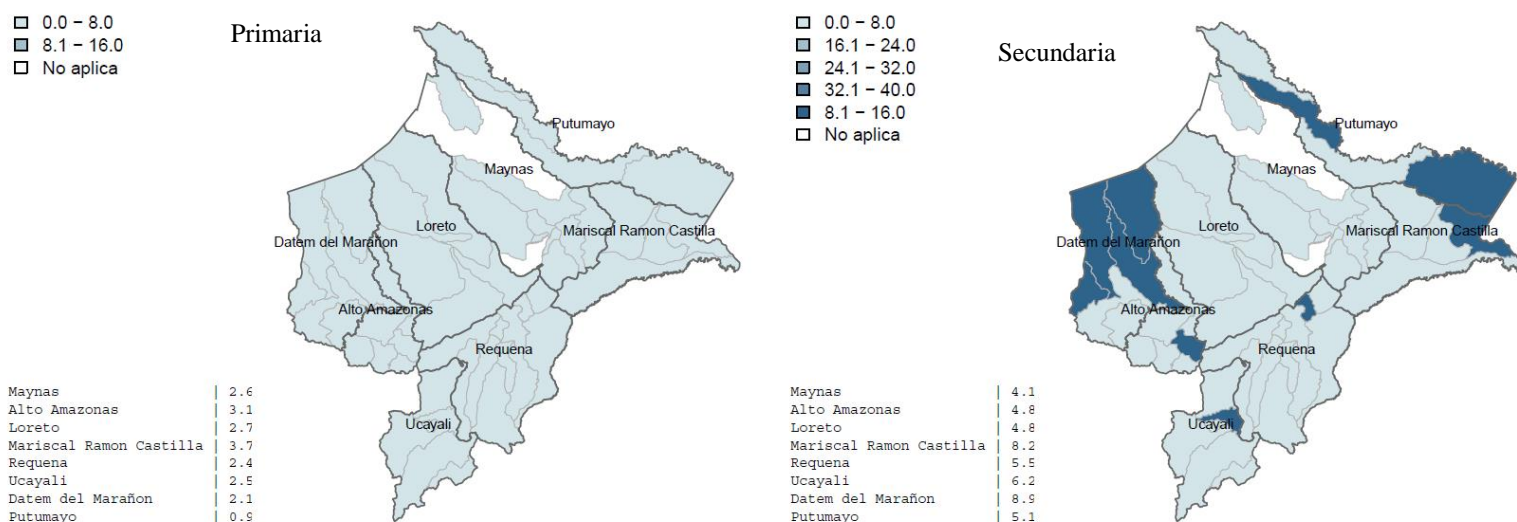 0.0 – 8.0
8.1 – 16.0
No aplica
Primaria
Putumayo
Maynas
Loreto
Mariscal Ramon Castilla
Datem del Marañon
Alto Amazonas
Requena
Ucayali
Maynas | 2.6
Alto Amazonas | 3.1
Loreto | 2.7
Mariscal Ramon Castilla | 3.7
Requena | 2.4
Ucayali | 2.5
Datem del Marañon | 2.1
Putumayo | 0.9
0.0 – 8.0
16.1 – 24.0
24.1 – 32.0
32.1 – 40.0
8.1 – 16.0
No aplica
Secundaria
Putumayo
Maynas
Loreto
Mariscal Ramon Castilla
Datem del Marañon
Alto Amazonas
Requena
Ucayali
Maynas | 4.1
Alto Amazonas | 4.8
Loreto | 4.8
Mariscal Ramon Castilla | 8.2
Requena | 5.5
Ucayali | 6.2
Datem del Marañon | 8.9
Putumayo | 5.1